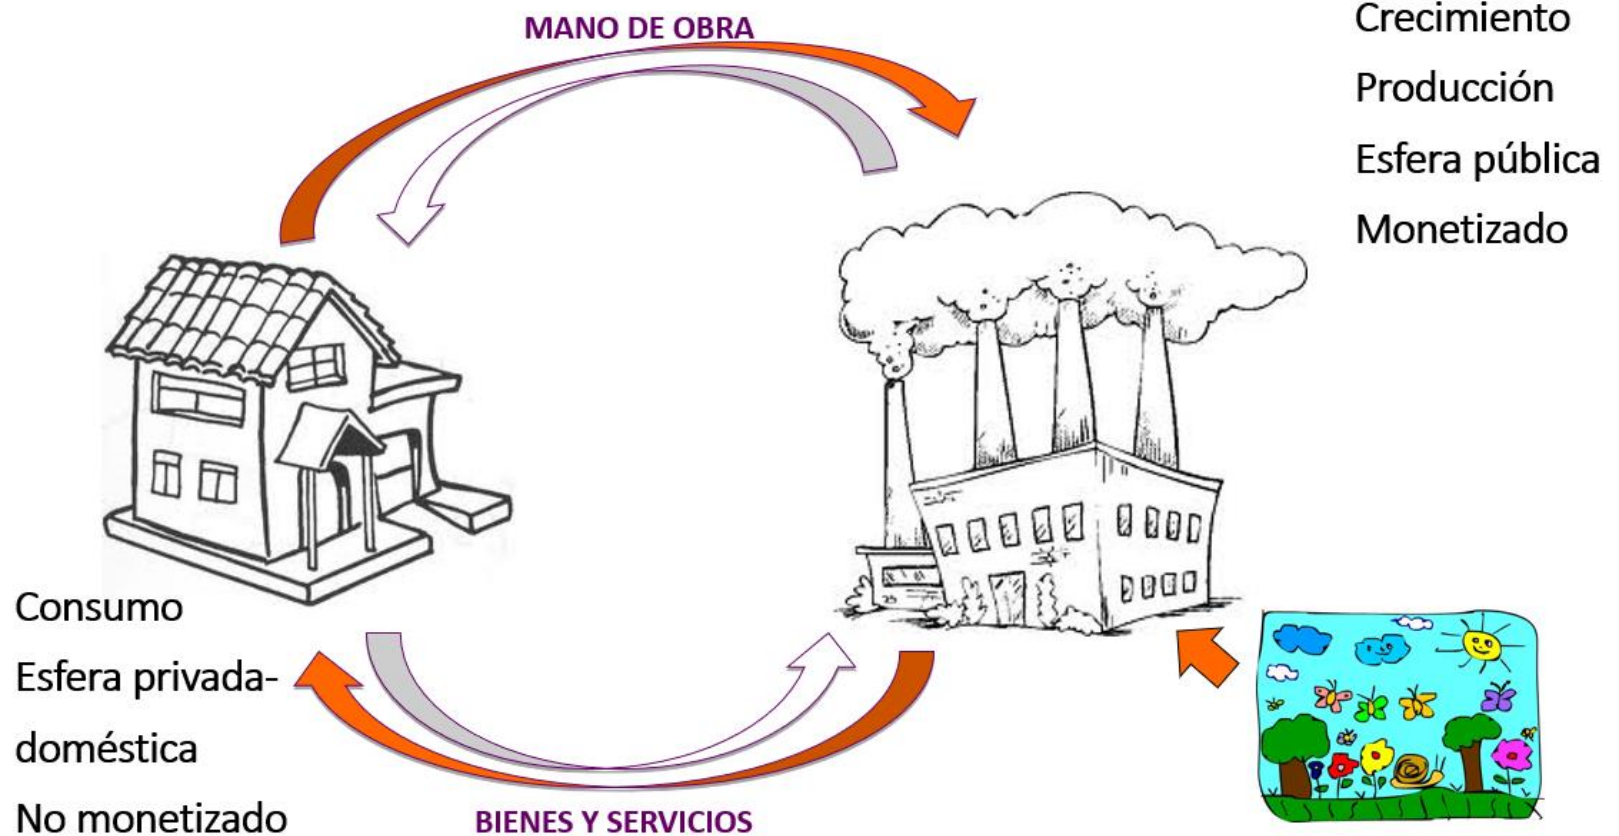 MANO DE OBRA
Crecimiento
Producción
Esfera pública
Monetizado
Consumo
Esfera privada-
doméstica
No monetizado
BIENES Y SERVICIOS